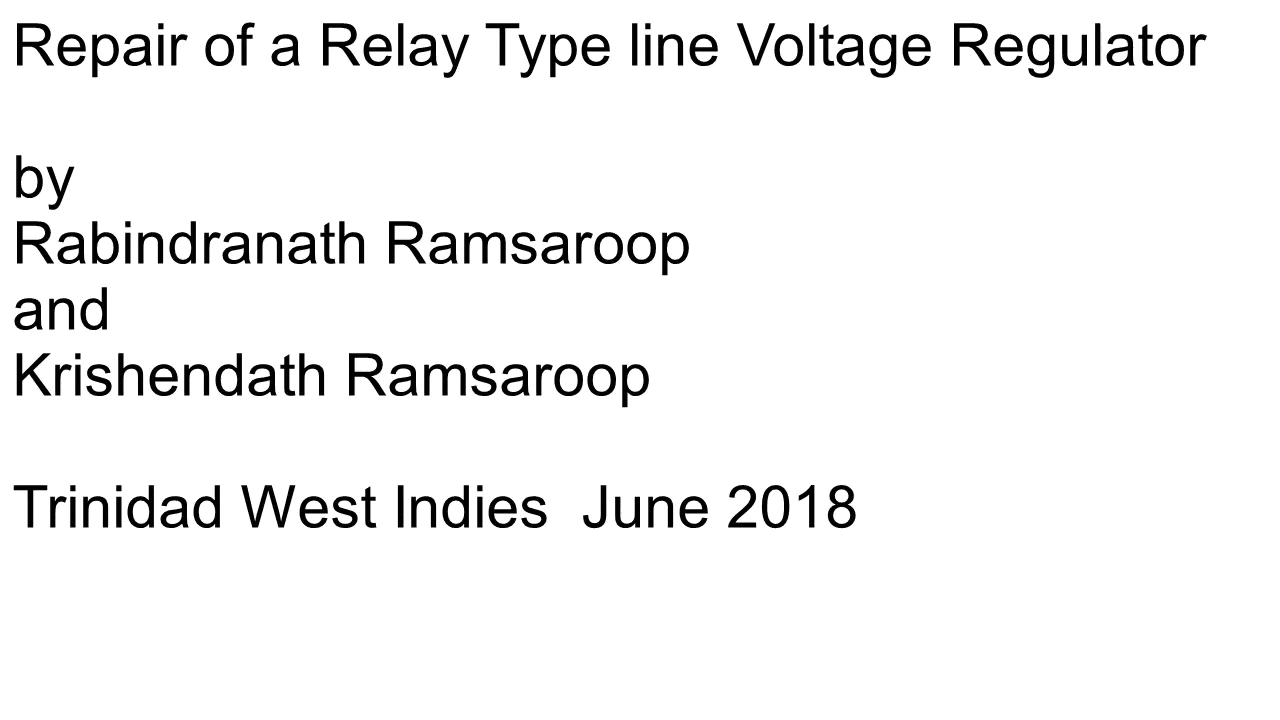 Repair of a Relay Type line Voltage Regulator
by
Rabindranath Ramsaroop
and
Krishendath Ramsaroop
Trinidad West Indies  June 2018